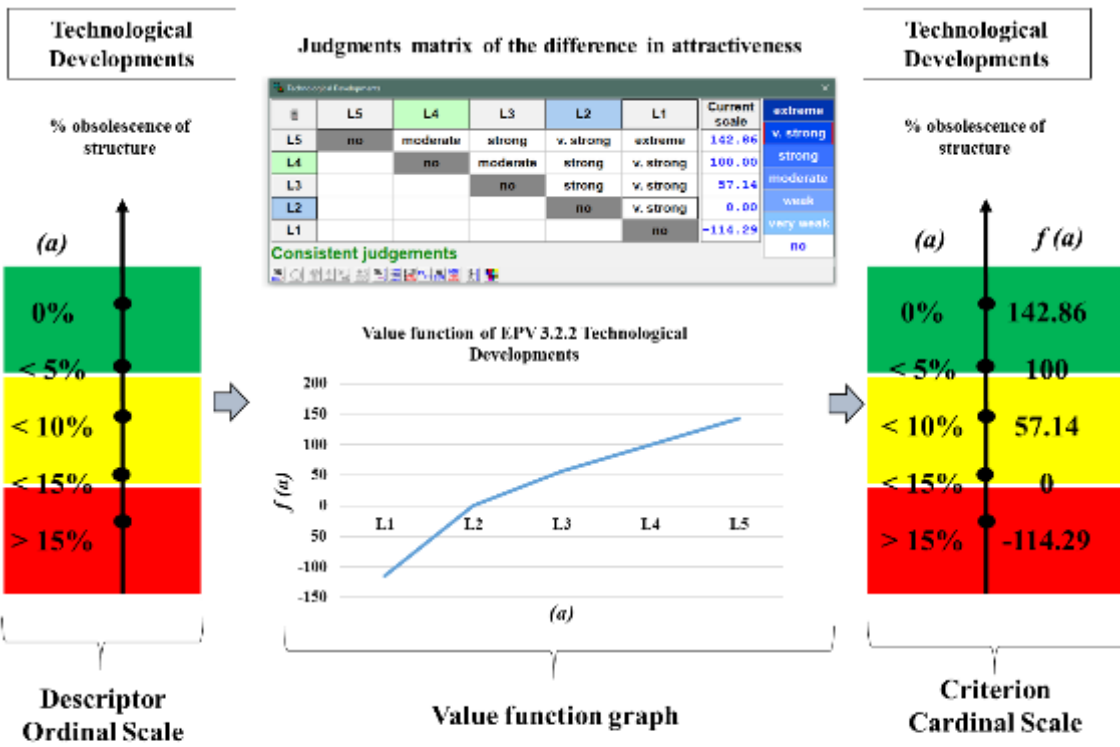 Technological
Developments
% obsolescence of
structure
(a)
0%
< 5%
< 10%
< 15%
> 15%
Descriptor
Ordinal Scale
Judgments matrix of the difference in attractiveness
Technological Developments
L5 L4 L3 L2 L1 Current scale
L5 no moderate strong v. strong extreme 142.86
L4 no moderate strong v. strong 100.00
L3 no strong v. strong 57.14
L2 no v. strong 0.00
L1 no -114.29
extreme
v. strong
strong
moderate
weak
very weak
no
Consistent judgements
Value function of EPV 3.2.2 Technological
Developments
200
150
100
50
0
50
-100
-150
f (a)
L1 L2 L3 L4 L5
(a)
Value function graph
Technological
Developments
% obsolescence of
structure
(a) f (a)
0% 142.86
< 5% 100
< 10% 57.14
< 15% 0
> 15% -114.29
Criterion
Cardinal Scale